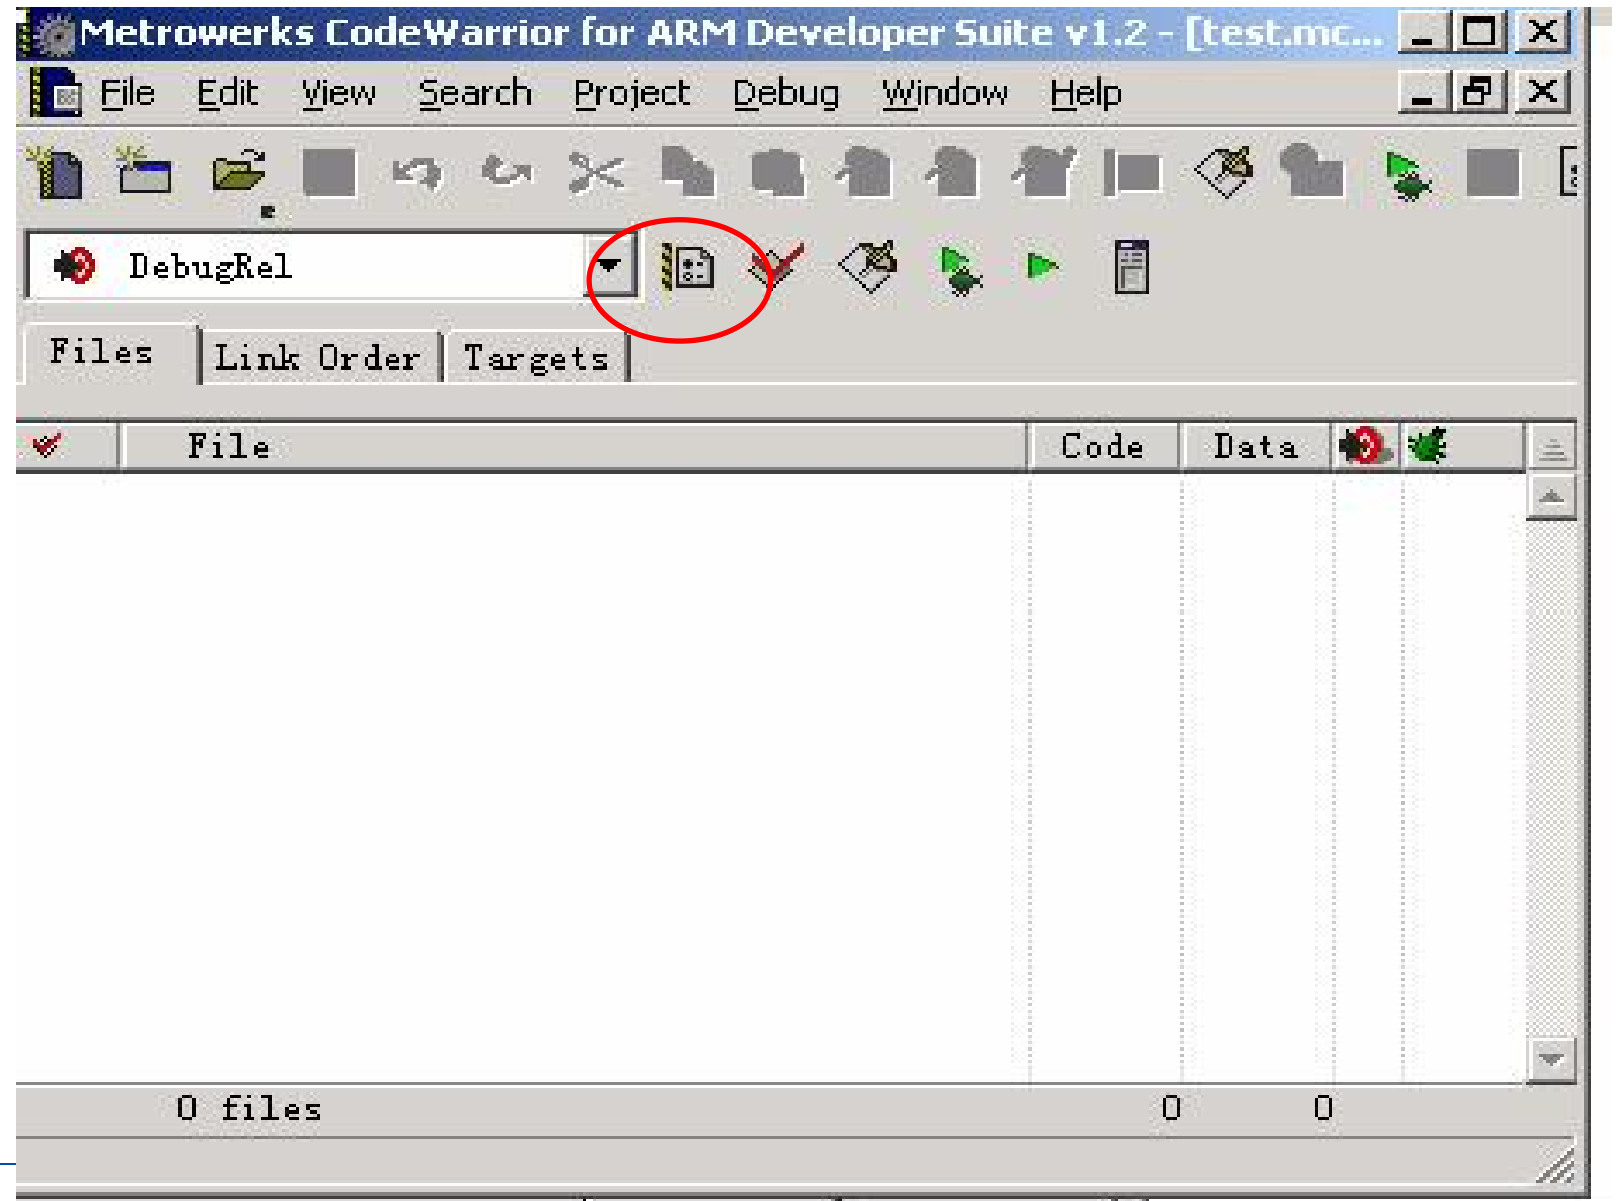 Metrowerks CodeWarrior for ARM Developer Suite v1.2 - [test.mc...
File Edit View Search Project Debug Window Help
DebugRel
Files Link Order Targets
File Code Data
0 files 0 0